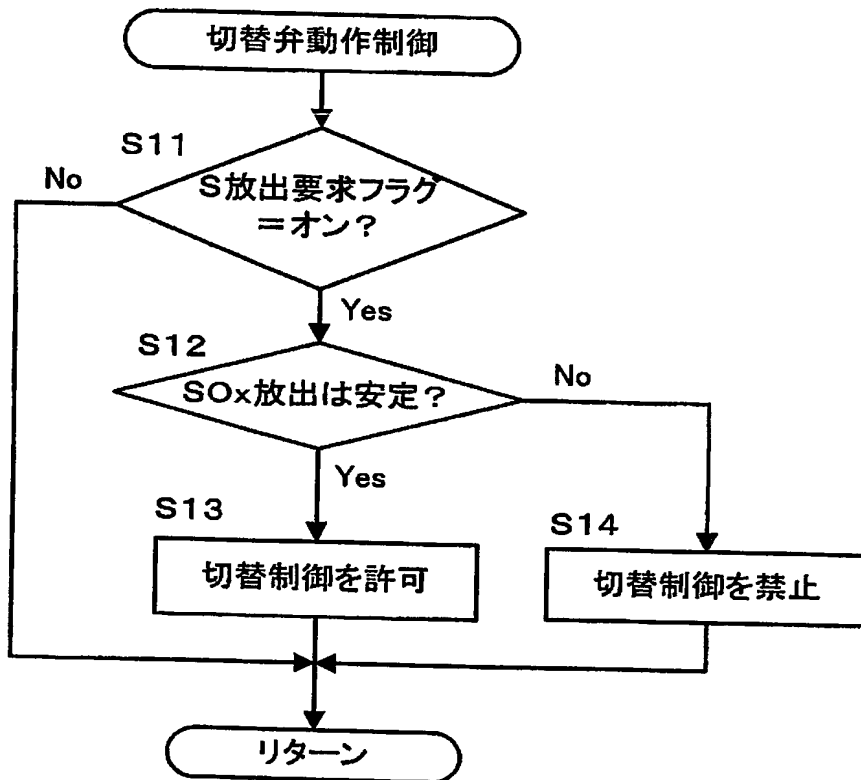 切替弁動作制御
S11
No
S放出要求フラグ
＝オン？
Yes
S12
No
SOx放出は安定？
Yes
S13
S14
切替制御を許可
切替制御を禁止
リターン